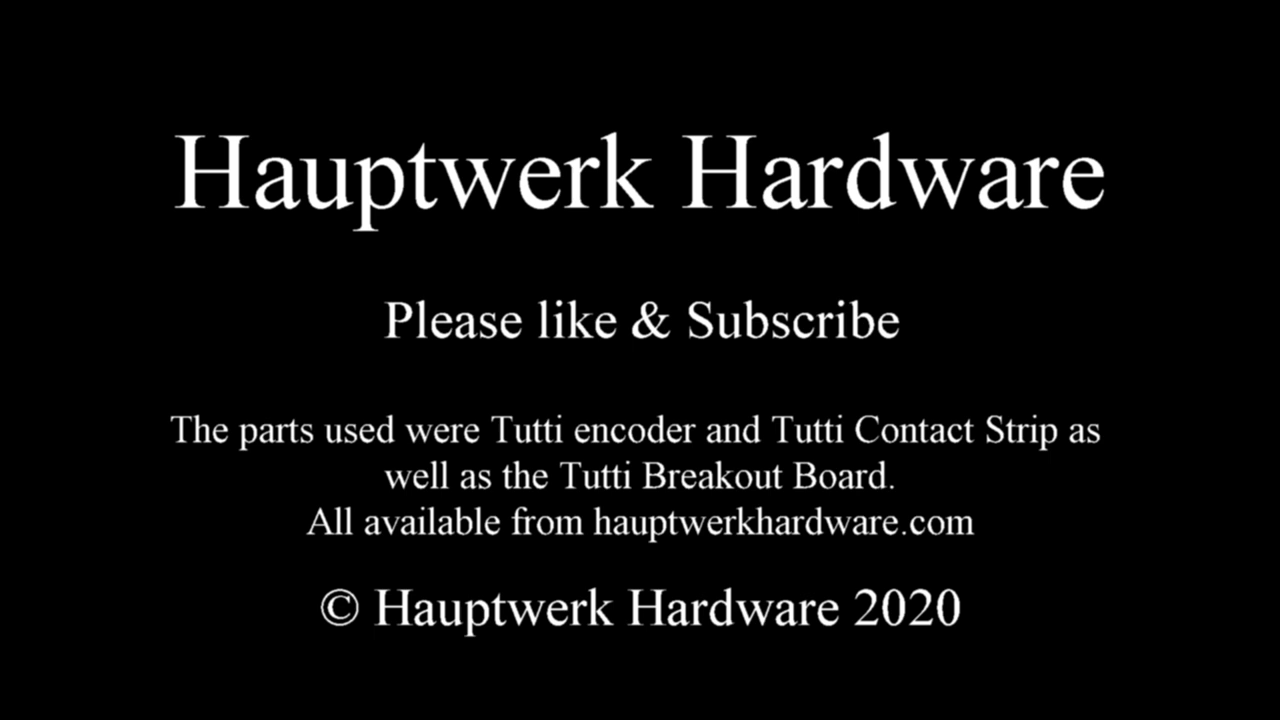 Hauptwerk Hardware
Please like & Subscribe
The parts used were Tutti encoder and Tutti Contact Strip as
well as the Tutti Breakout Board.
All available from hauptwerkhardware.com
© Hauptwerk Hardware 2020